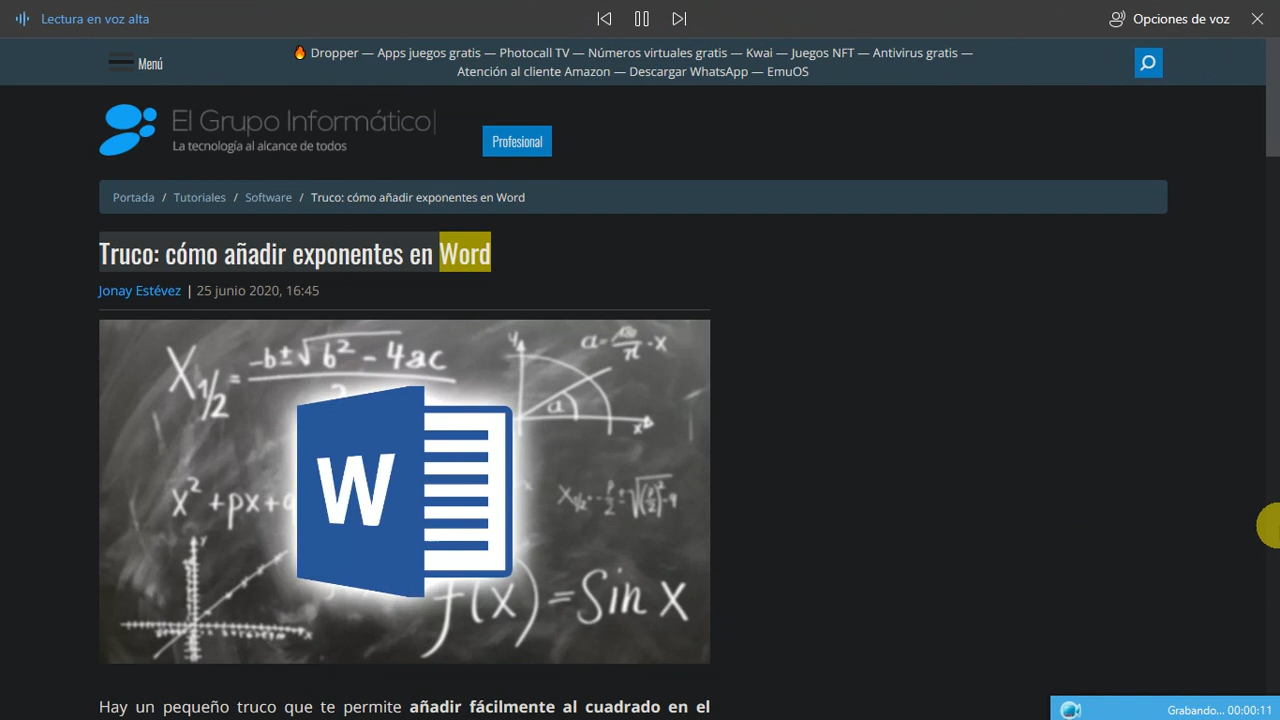 Lectura en voz alta
Opciones de voz
Menú
🔥 Dropper — Apps juegos gratis — Photocall TV — Números virtuales gratis — Kwai — Juegos NFT — Antivirus gratis —
Atención al cliente Amazon — Descargar WhatsApp — EmuOS
El Grupo Informático
La tecnología al alcance de todos
Profesional
Portada / Tutoriales / Software / Truco: cómo añadir exponentes en Word
Truco: cómo añadir exponentes en Word
Jonay Estévez | 25 junio 2020, 16:45
X1/2 = -b±√b²-4ac
y
x
a
x²+px+
W
y
x
f(x) = Sin x
Hay un pequeño truco que te permite añadir fácilmente al cuadrado en el
Grabando... 00:00:11